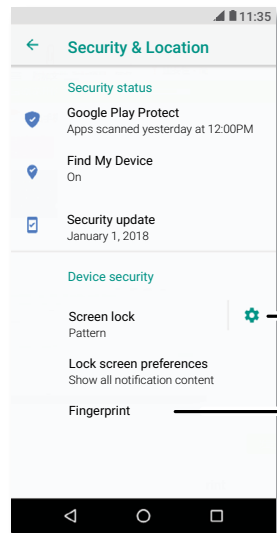 11:35
Security & Location
Security status
Google Play Protect
Apps scanned yesterday at 12:00PM
Find My Device
On
Security update
January 1, 2018
Device security
Screen lock
Pattern
Lock screen preferences
Show all notification content
Fingerprint